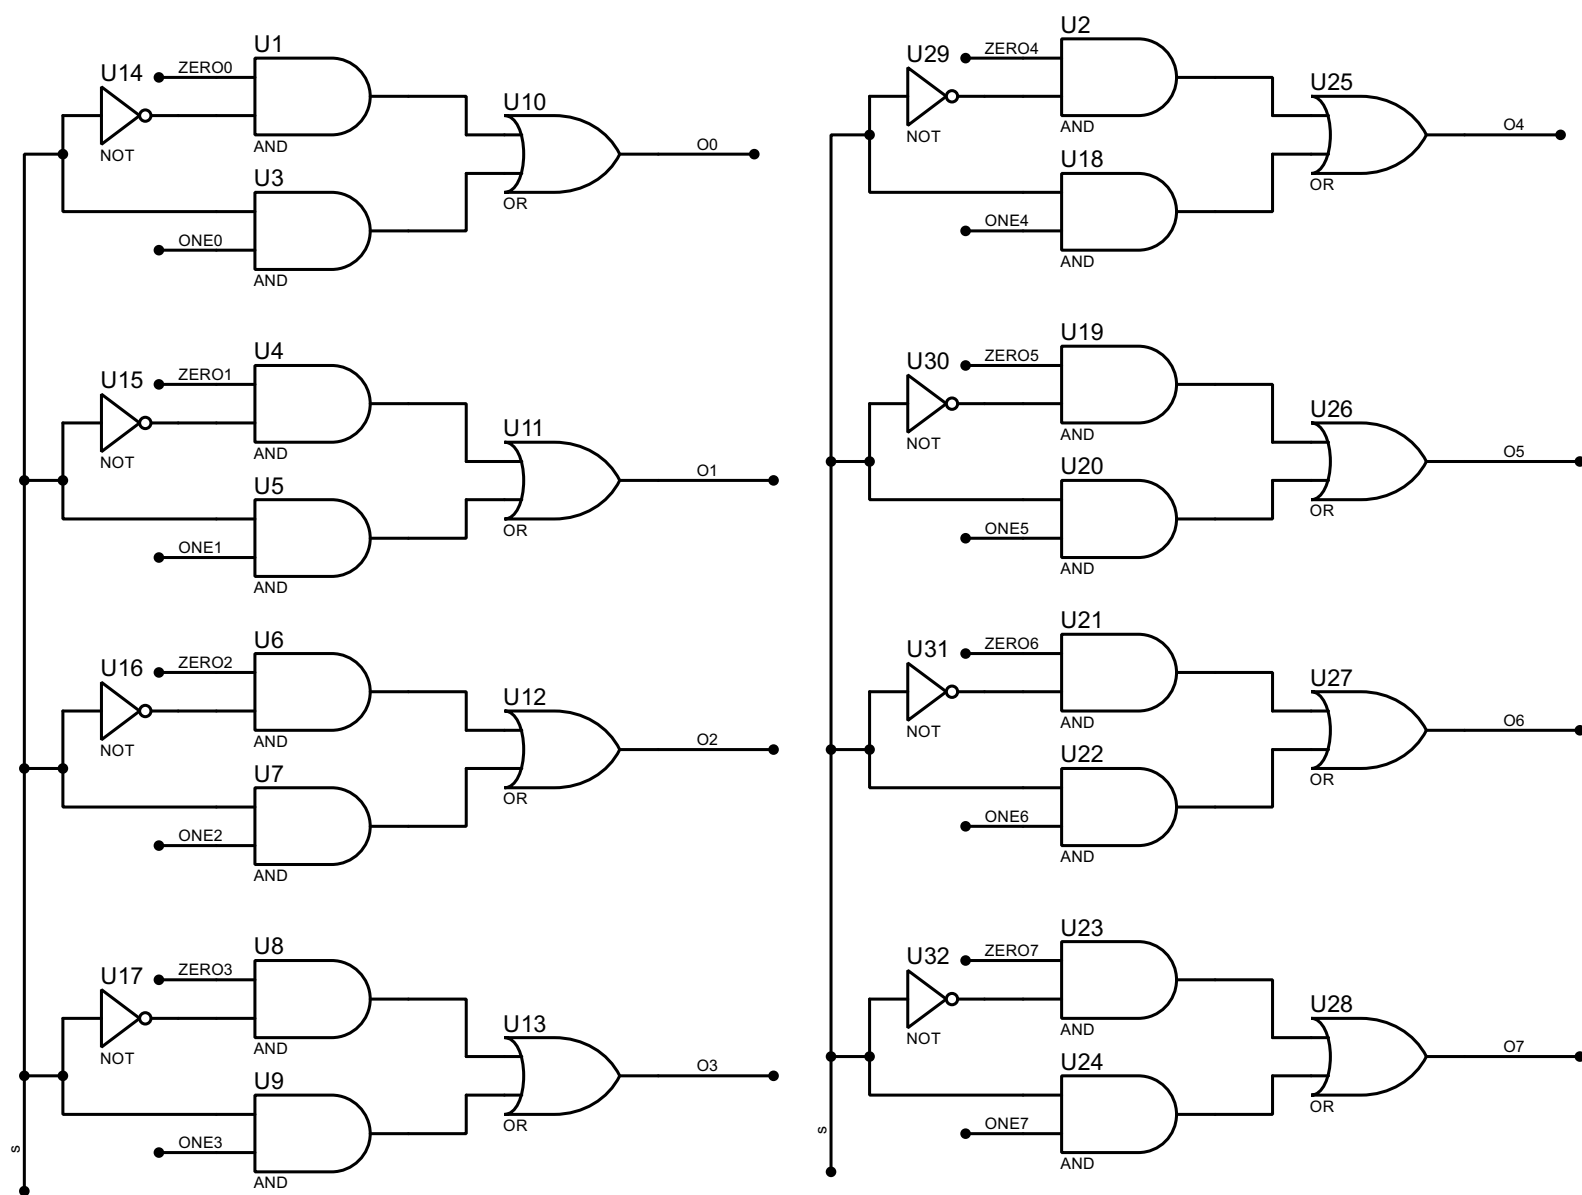 U1
U14
ZERO0
NOT
AND
U10
O0
OR
U3
ONE0
AND
U4
U15
ZERO1
NOT
AND
U11
O1
OR
U5
ONE1
AND
U6
U16
ZERO2
NOT
AND
U12
O2
OR
U7
ONE2
AND
U8
U17
ZERO3
NOT
AND
U13
O3
OR
U9
ONE3
AND
s
U2
U29
ZERO4
NOT
AND
U25
O4
OR
U18
ONE4
AND
U19
U30
ZERO5
NOT
AND
U26
O5
OR
U20
ONE5
AND
U21
U31
ZERO6
NOT
AND
U27
O6
OR
U22
ONE6
AND
U23
U32
ZERO7
NOT
AND
U28
O7
OR
U24
ONE7
AND
s